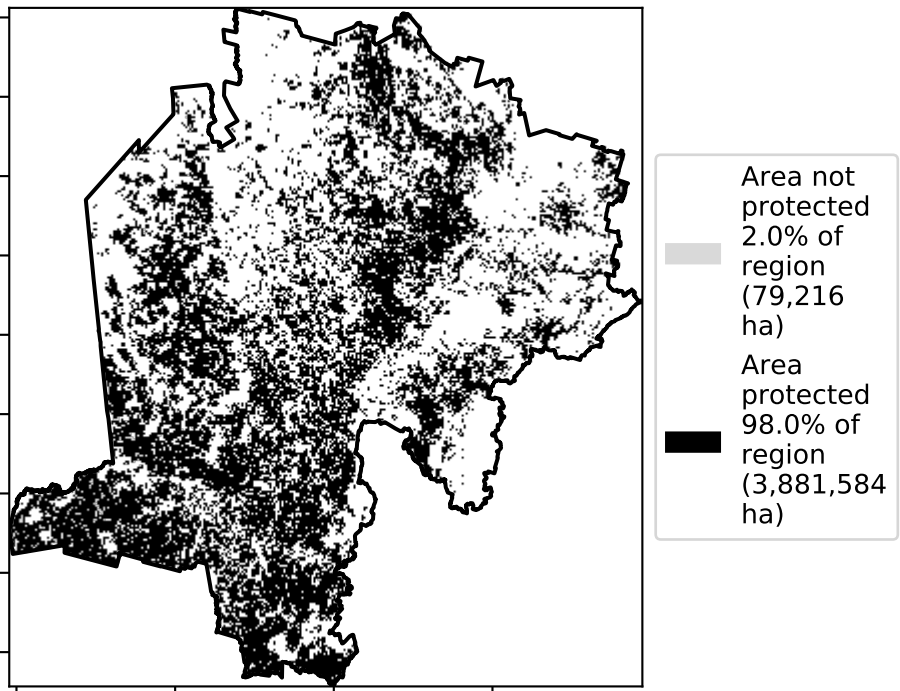 Area not
protected
2.0% of
region
(79,216
ha)
Area
protected
98.0% of
region
(3,881,584
ha)